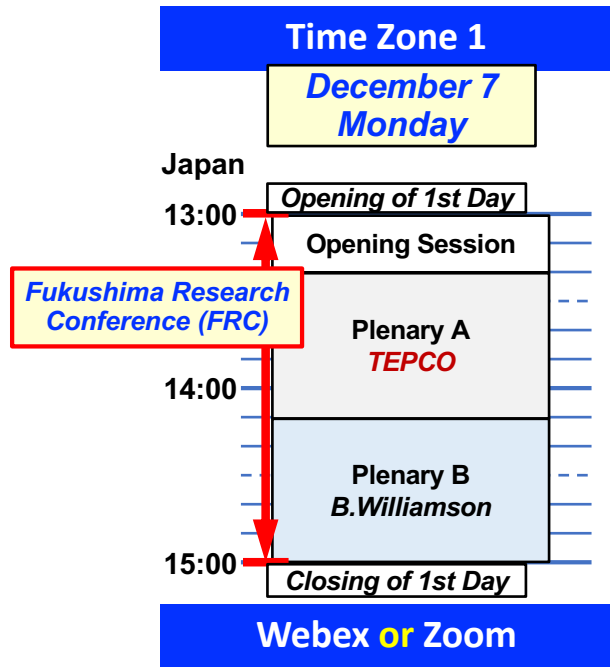 Time Zone 1
December 7
Monday
Japan
Opening of 1st Day
13:00
Opening Session
Fukushima Research
Conference (FRC)
Plenary A
TEPCO
14:00
Plenary B
B.Williamson
15:00
Closing of 1st Day
Webex or Zoom